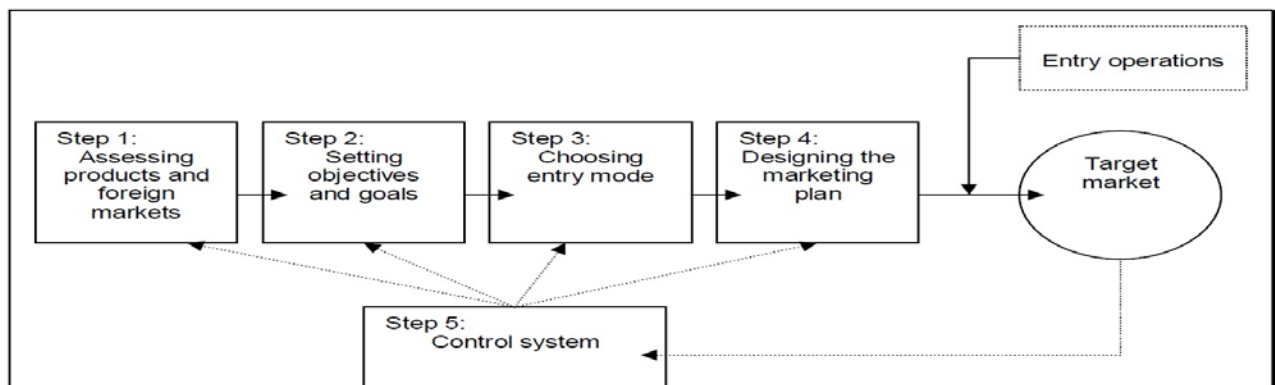 Entry operations
Step 1:
Assessing
products and
foreign
markets
Step 2:
Setting
objectives
and goals
Step 3:
Choosing
entry mode
Step 4:
Designing the
marketing
plan
Target
market
Step 5:
Control system